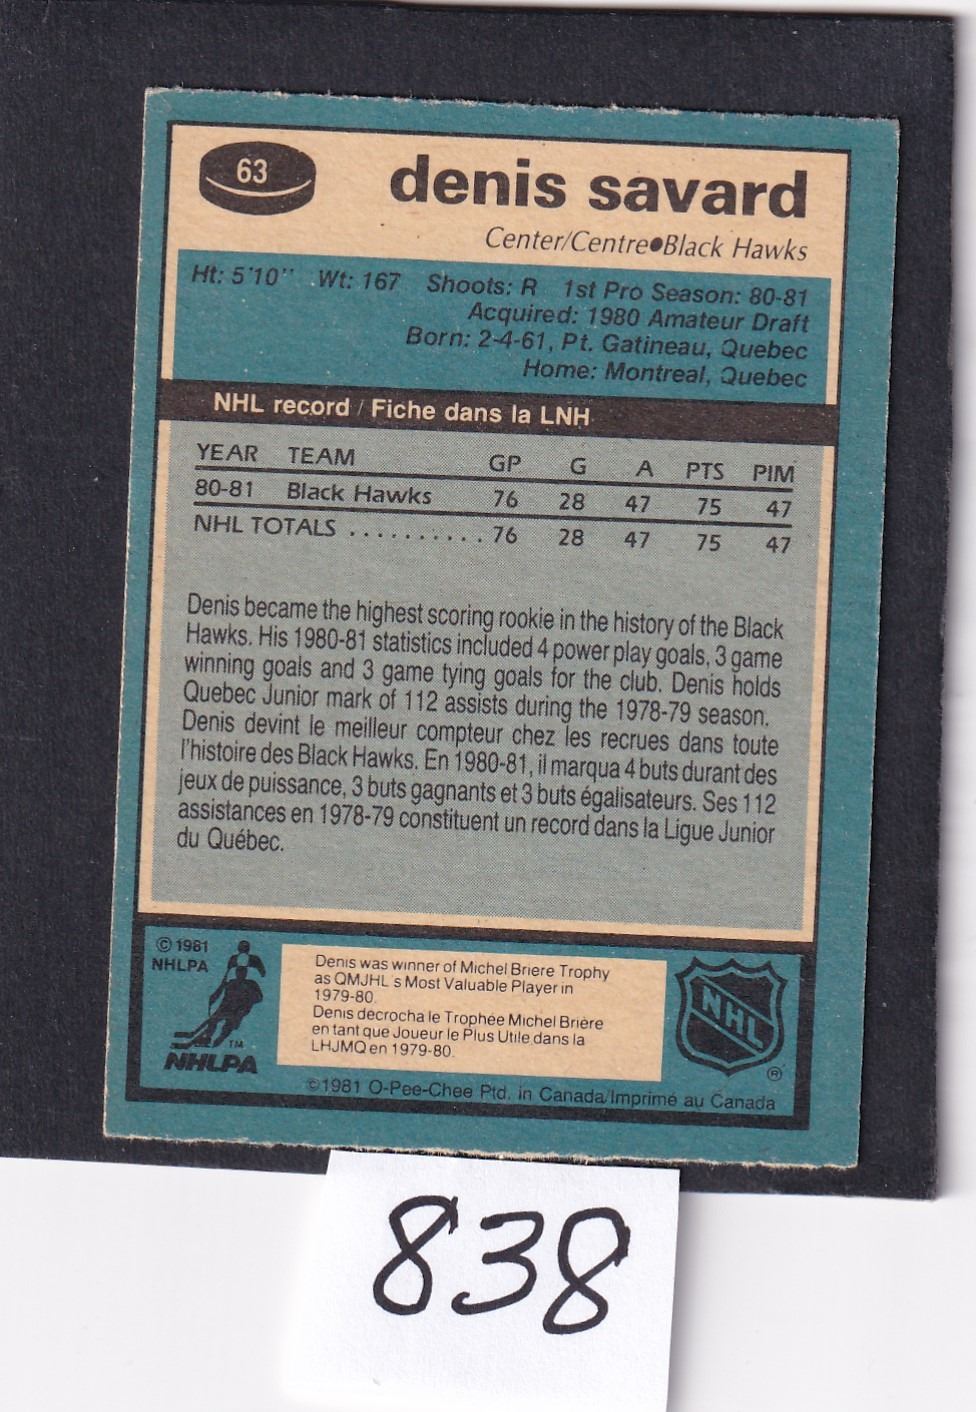 63
denis savard
Center/Centre●Black Hawks
Ht: 5'10" Wt: 167 Shoots: R 1st Pro Season: 80-81
Acquired: 1980 Amateur Draft
Born: 2-4-61, Pt. Gatineau, Quebec
Home: Montreal, Quebec
NHL record / Fiche dans la LNH
YEAR TEAM GP G A PTS PIM
80-81 Black Hawks 76 28 47 75 47
NHL TOTALS .......... 76 28 47 75 47
Denis became the highest scoring rookie in the history of the Black
Hawks. His 1980-81 statistics included 4 power play goals, 3 game
winning goals and 3 game tying goals for the club. Denis holds
Quebec Junior mark of 112 assists during the 1978-79 season.
Denis devint le meilleur compteur chez les recrues dans toute
l'histoire des Black Hawks. En 1980-81, il marqua 4 buts durant des
jeux de puissance, 3 buts gagnants et 3 buts égalisateurs. Ses 112
assistances en 1978-79 constituent un record dans la Ligue Junior
du Québec.
©1981
NHLPA
TM
NHLPA
Denis was winner of Michel Briere Trophy
as QMJHL's Most Valuable Player in
1979-80.
Denis decrocha le Trophée Michel Brière
en tant que Joueur le Plus Utile dans la
LHJMQ en 1979-80.
NHL
®
©1981 O-Pee-Chee Ptd. in Canada/Imprimé au Canada
838